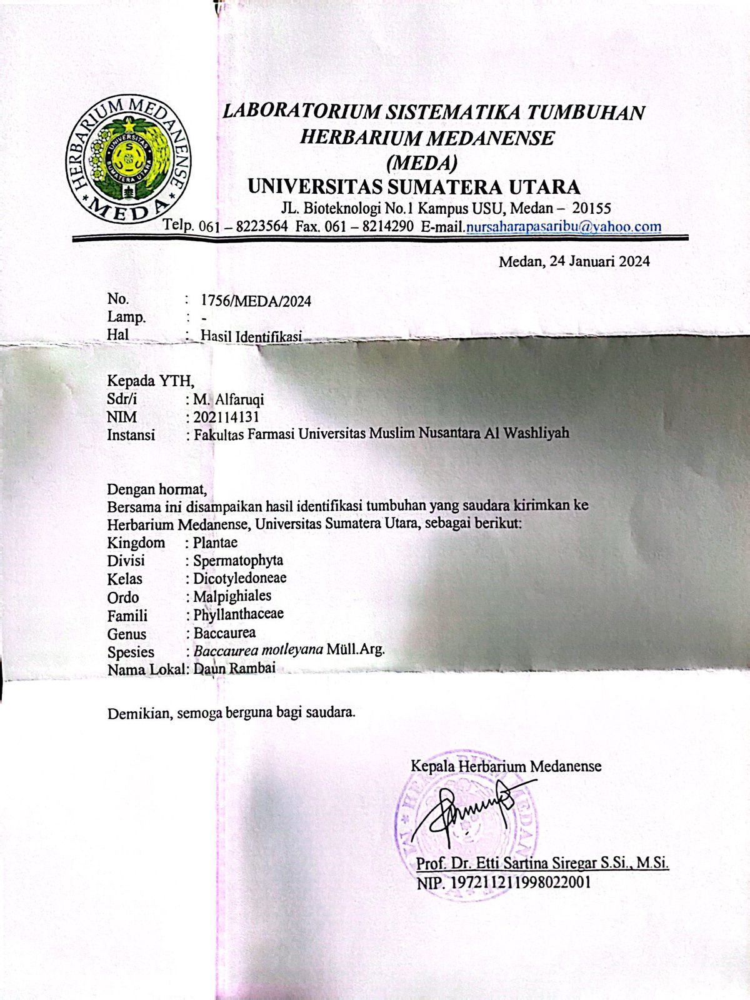 HERBARIUM MEDANENSE
* MEDA *
UNIVERSITAS
SUMATERA UTARA
LABORATORIUM SISTEMATIKA TUMBUHAN
HERBARIUM MEDANENSE
(MEDA)
UNIVERSITAS SUMATERA UTARA
JL. Bioteknologi No.1 Kampus USU, Medan – 20155
Telp. 061 – 8223564 Fax. 061 – 8214290 E-mail.nursaharapasaribu@yahoo.com
Medan, 24 Januari 2024
No. : 1756/MEDA/2024
Lamp. : -
Hal : Hasil Identifikasi
Kepada YTH,
Sdr/i : M. Alfaruqi
NIM : 202114131
Instansi : Fakultas Farmasi Universitas Muslim Nusantara Al Washliyah
Dengan hormat,
Bersama ini disampaikan hasil identifikasi tumbuhan yang saudara kirimkan ke
Herbarium Medanense, Universitas Sumatera Utara, sebagai berikut:
Kingdom : Plantae
Divisi : Spermatophyta
Kelas : Dicotyledoneae
Ordo : Malpighiales
Famili : Phyllanthaceae
Genus : Baccaurea
Spesies : Baccaurea motleyana Müll.Arg.
Nama Lokal: Daun Rambai
Demikian, semoga berguna bagi saudara.
Kepala Herbarium Medanense
Prof. Dr. Etti Sartina Siregar S.Si., M.Si.
NIP. 197211211998022001